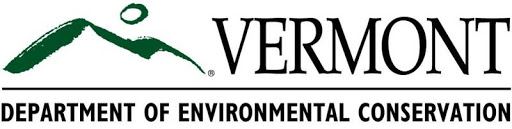 ® VERMONT
DEPARTMENT OF ENVIRONMENTAL CONSERVATION